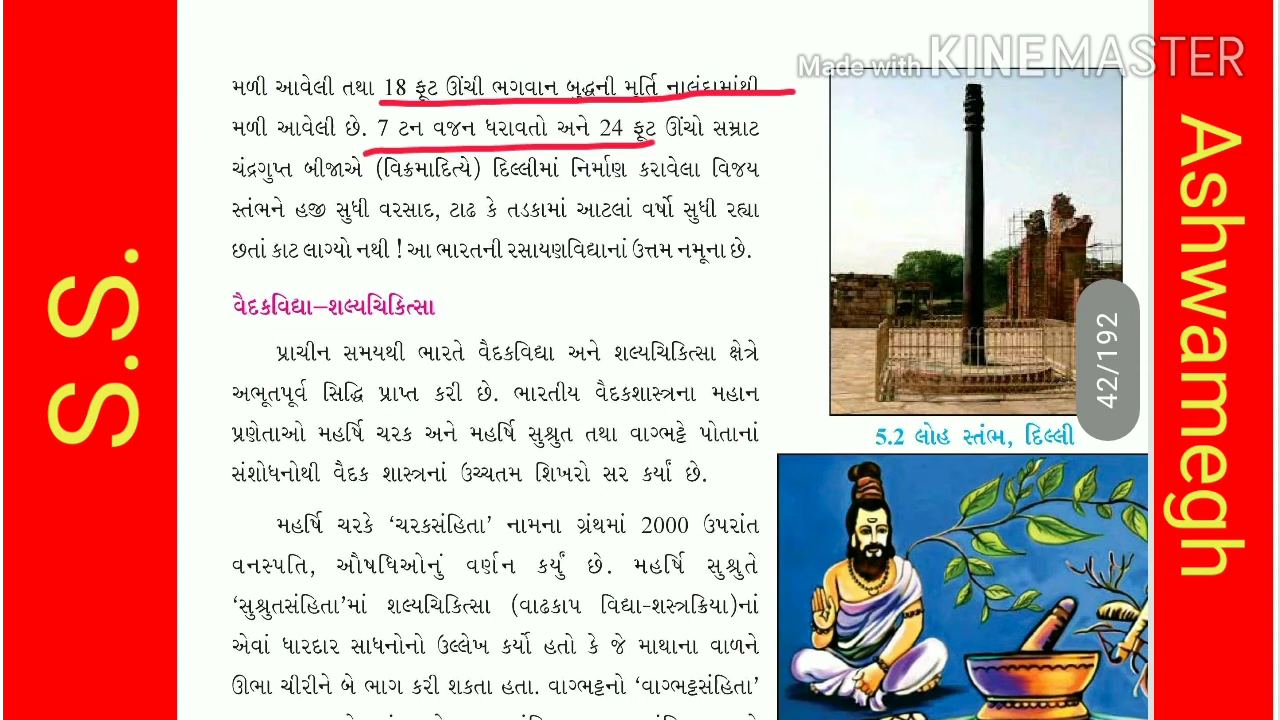 S.S.
Made with KINEMASTER
મળી આવેલી તથા 18 ફૂટ ઊંચી ભગવાન બુદ્ધની મૂર્તિ નાલંદામાંથી
મળી આવેલી છે. 7 ટન વજન ધરાવતો અને 24 ફૂટ ઊંચો સમ્રાટ
ચંદ્રગુપ્ત બીજાએ (વિક્રમાદિત્યે) દિલ્લીમાં નિર્માણ કરાવેલા વિજય
સ્તંભને હજી સુધી વરસાદ, ટાઢ કે તડકામાં આટલાં વર્ષો સુધી રહ્યા
છતાં કાટ લાગ્યો નથી ! આ ભારતની રસાયણવિદ્યાનાં ઉત્તમ નમૂના છે.
વૈદકવિદ્યા–શલ્યચિકિત્સા
પ્રાચીન સમયથી ભારતે વૈદકવિદ્યા અને શલ્યચિકિત્સા ક્ષેત્રે
અભૂતપૂર્વ સિદ્ધિ પ્રાપ્ત કરી છે. ભારતીય વૈદકશાસ્ત્રના મહાન
પ્રણેતાઓ મહર્ષિ ચરક અને મહર્ષિ સુશ્રુત તથા વાગ્ભટ્ટે પોતાનાં
સંશોધનોથી વૈદક શાસ્ત્રનાં ઉચ્ચતમ શિખરો સર કર્યાં છે.
મહર્ષિ ચરકે ‘ચરકસંહિતા’ નામના ગ્રંથમાં 2000 ઉપરાંત
વનસ્પતિ, ઔષધિઓનું વર્ણન કર્યું છે. મહર્ષિ સુશ્રુતે
‘સુશ્રુતસંહિતા’માં શલ્યચિકિત્સા (વાઢકાપ વિદ્યા-શસ્ત્રક્રિયા)નાં
એવાં ધારદાર સાધનોનો ઉલ્લેખ કર્યો હતો કે જે માથાના વાળને
ઊભા ચીરીને બે ભાગ કરી શકતા હતા. વાગ્ભટ્ટનો ‘વાગ્ભટ્ટસંહિતા’
5.2 લોહ સ્તંભ, દિલ્લી
42/192
Ashwamegh